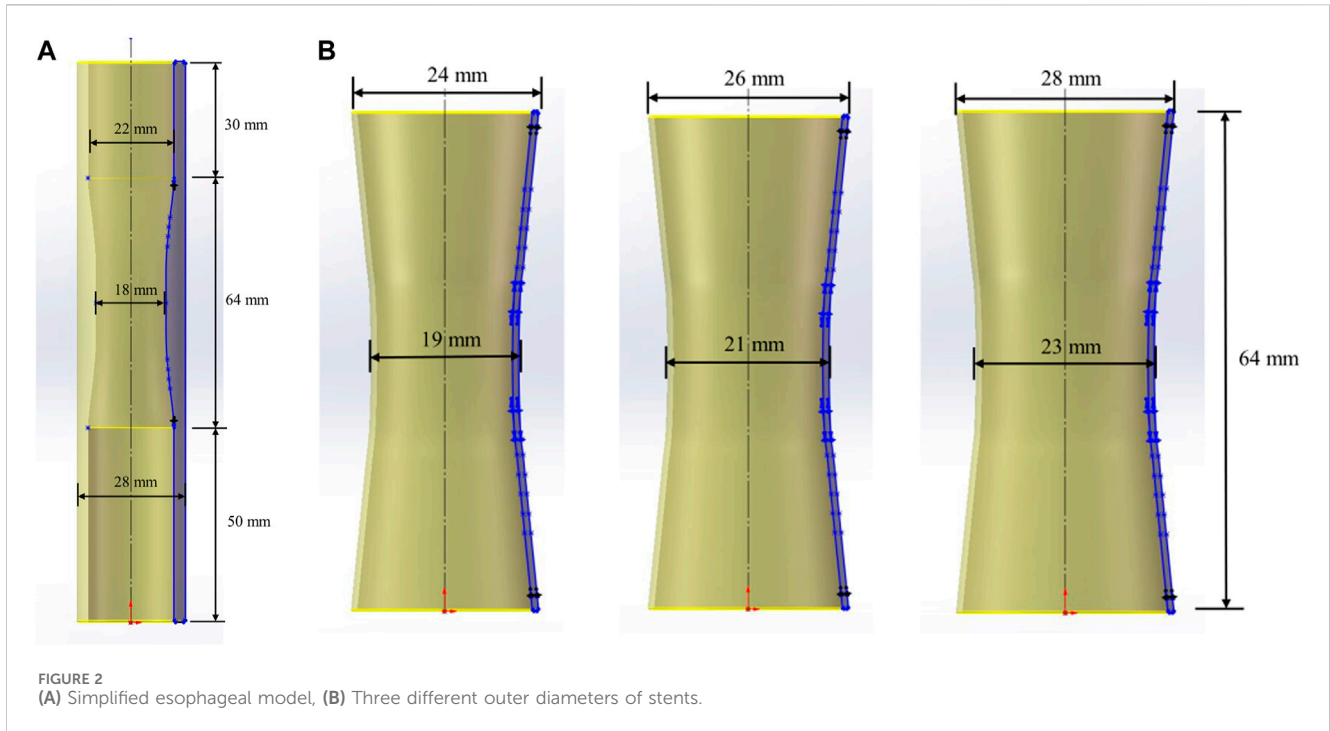 A
B
24 mm
26 mm
28 mm
22 mm
30 mm
18 mm
64 mm
19 mm
21 mm
23 mm
64 mm
28 mm
50 mm
FIGURE 2
(A) Simplified esophageal model, (B) Three different outer diameters of stents.